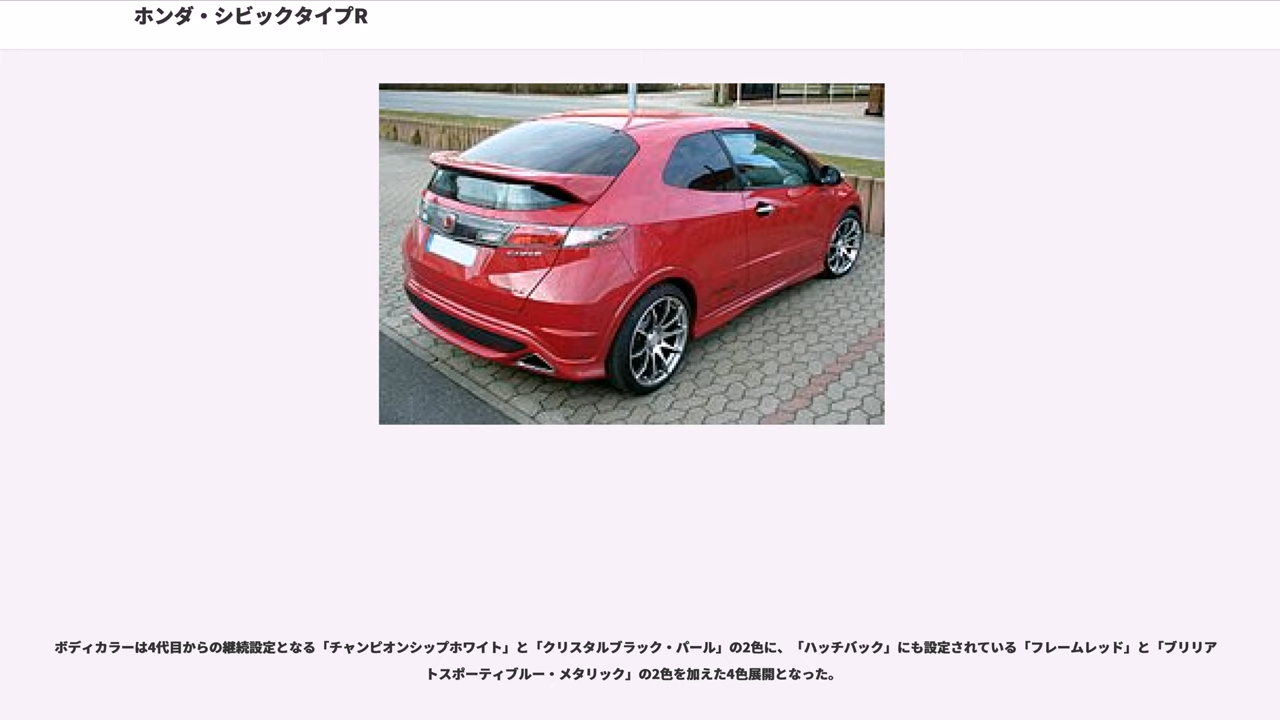 ホンダ・シビックタイプR
ボディカラーは4代目からの継続設定となる「チャンピオンシップホワイト」と「クリスタルブラック・パール」の2色に、「ハッチバック」にも設定されている「フレームレッド」と「ブリリア
トスポーティブルー・メタリック」の2色を加えた4色展開となった。